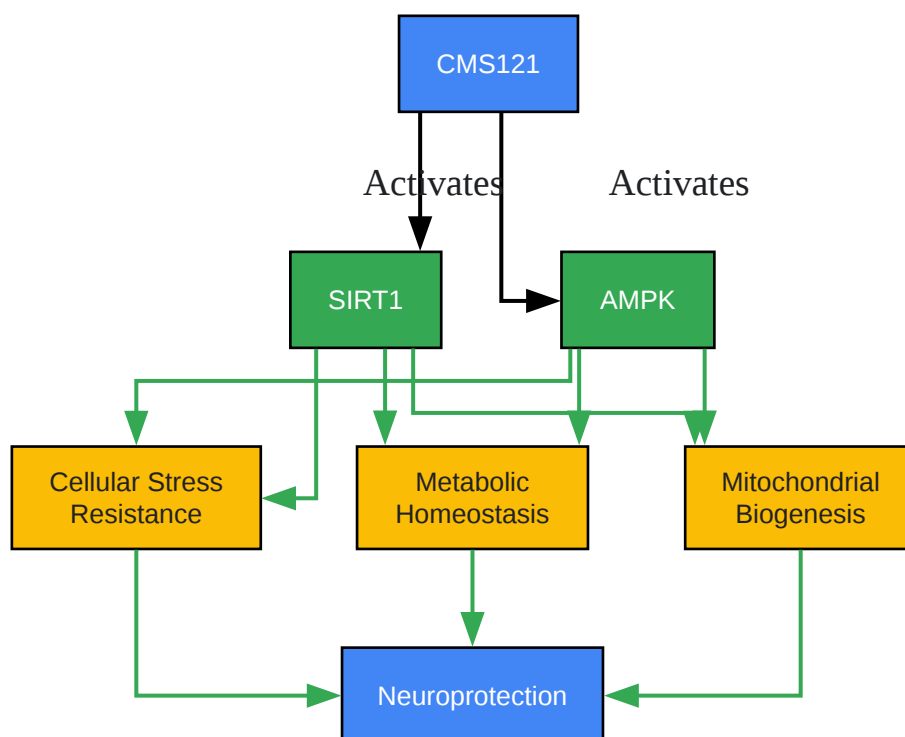 CMS121
Activates
Activates
SIRT1
AMPK
Cellular Stress
Resistance
Metabolic
Homeostasis
Mitochondrial
Biogenesis
Neuroprotection